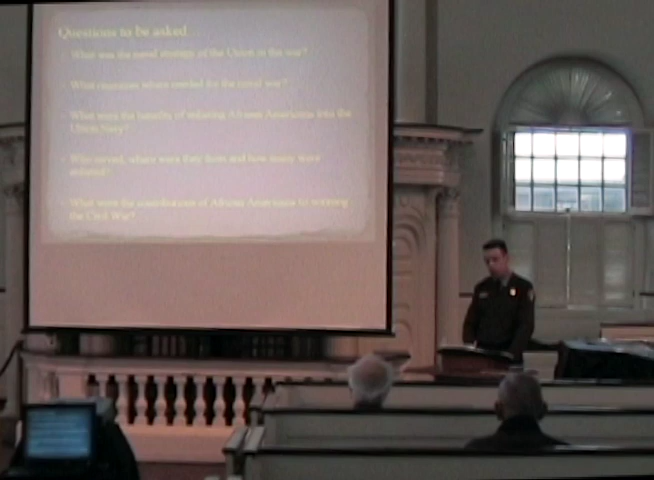 Questions to be asked...
What was the naval strategy of the Union in the war?
What resources where needed for the naval war?
What were the benefits of enlisting African Americans into the
Union Navy?
Who served, where were they from and how many were
enlisted?
What were the contributions of African Americans to winning
the Civil War?